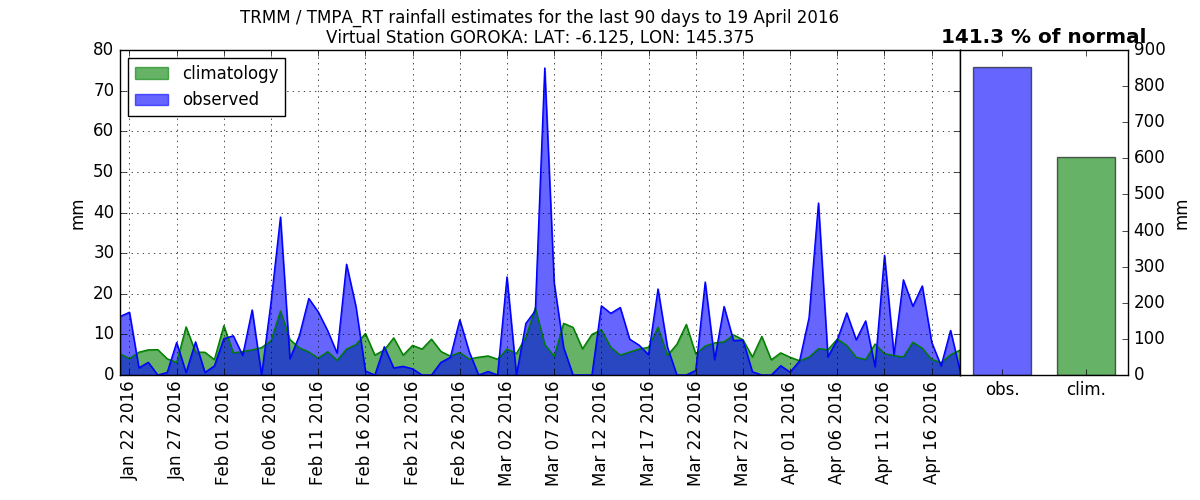 TRMM / TMPA_RT rainfall estimates for the last 90 days to 19 April 2016
Virtual Station GOROKA: LAT: -6.125, LON: 145.375
141.3 % of normal
climatology
observed
80
70
60
50
40
30
20
10
0
mm
Jan 22 2016
Jan 27 2016
Feb 01 2016
Feb 06 2016
Feb 11 2016
Feb 16 2016
Feb 21 2016
Feb 26 2016
Mar 02 2016
Mar 07 2016
Mar 12 2016
Mar 17 2016
Mar 22 2016
Mar 27 2016
Apr 01 2016
Apr 06 2016
Apr 11 2016
Apr 16 2016
900
800
700
600
500
400
300
200
100
0
mm
obs.
clim.